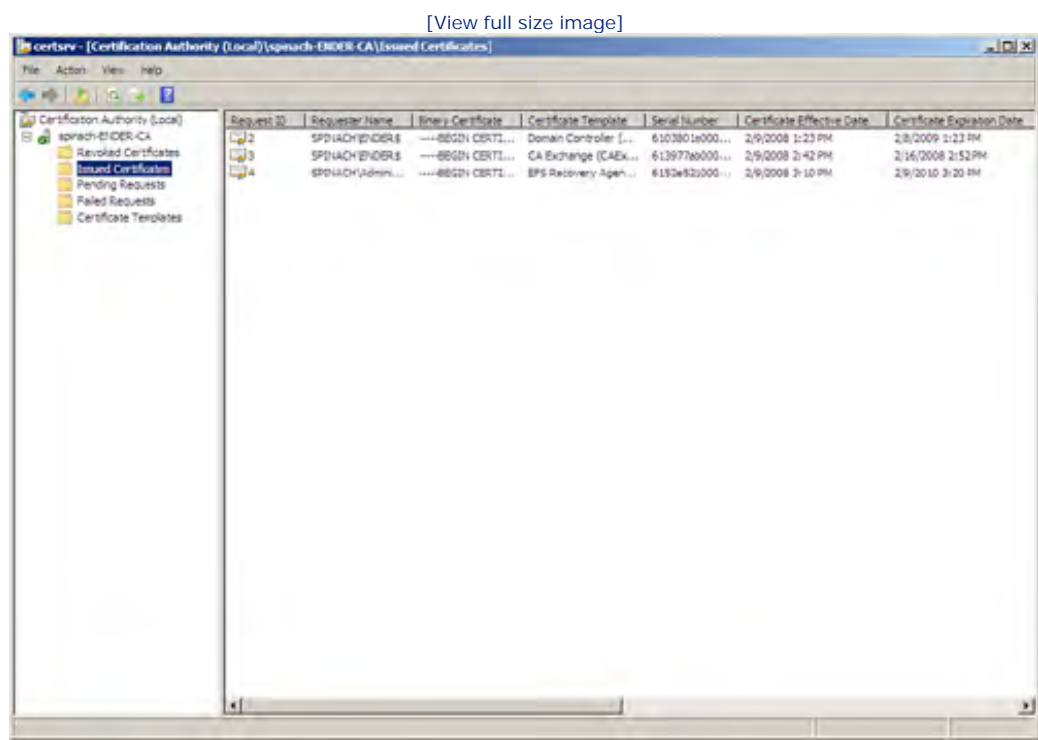 [View full size image]
certsrv - [Certification Authority (Local)\spinach-ENDER-CA\Issued Certificates]
File Action View Help
Certification Authority (Local)
spinach-ENDER-CA
Revoked Certificates
Issued Certificates
Pending Requests
Failed Requests
Certificate Templates
Request ID Requester Name Binary Certificate Certificate Template Serial Number Certificate Effective Date Certificate Expiration Date
2 SPINACH\ENDER$ -----BEGIN CERTI... Domain Controller (... 6103801e000... 2/9/2008 1:23 PM 2/8/2009 1:23 PM
3 SPINACH\ENDER$ -----BEGIN CERTI... CA Exchange (CAEx... 2/9/2008 2:42 PM 2/16/2008 2:52 PM
4 SPINACH\Admini... -----BEGIN CERTI... EFS Recovery Agen... 2/9/2008 3:10 PM 2/9/2010 3:20 PM